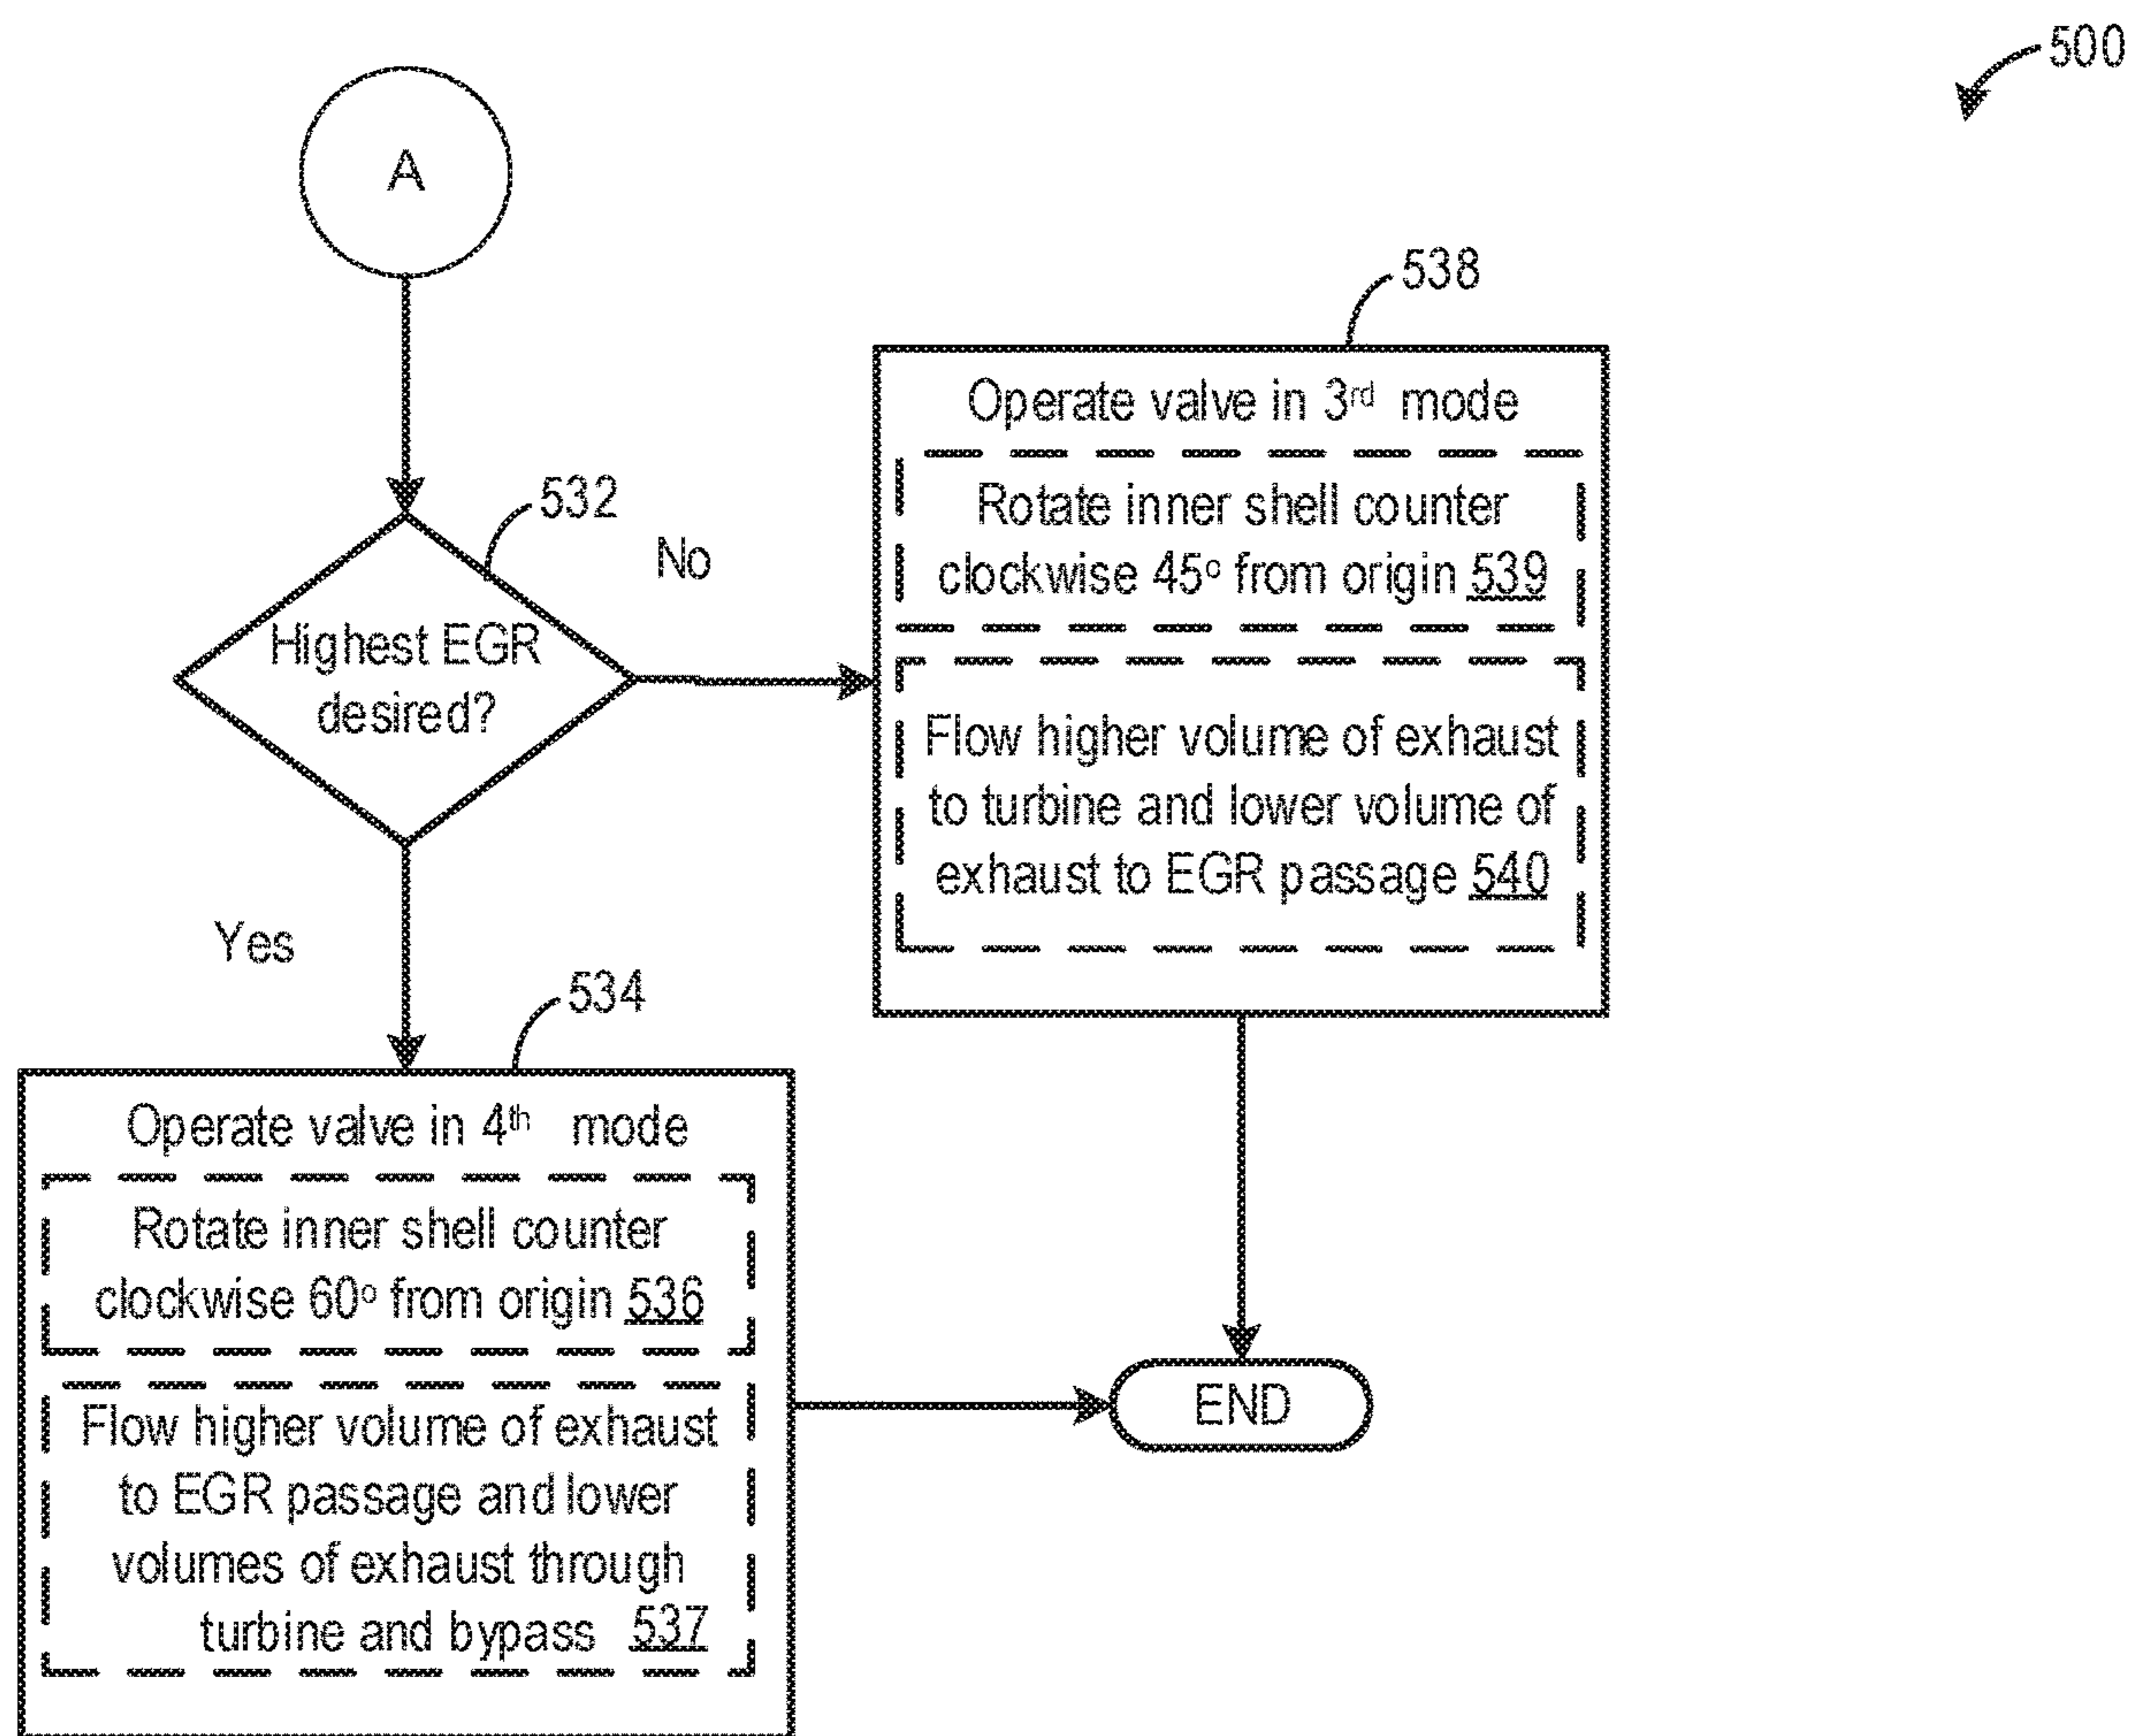 500
A
532
No
Highest EGR
desired?
Yes
538
Operate valve in 3rd mode
Rotate inner shell counter
clockwise 45o from origin 539
Flow higher volume of exhaust
to turbine and lower volume of
exhaust to EGR passage 540
534
Operate valve in 4th mode
Rotate inner shell counter
clockwise 60o from origin 536
Flow higher volume of exhaust
to EGR passage and lower
volumes of exhaust through
turbine and bypass 537
END